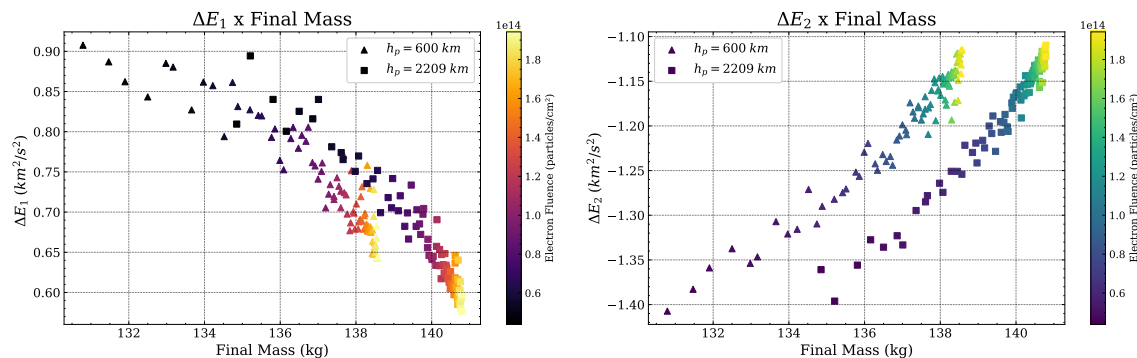 ΔE₁ x Final Mass
1e14
0.90
0.85
0.80
0.75
0.70
0.65
0.60
ΔE₁ (km²/s²)
h_p = 600 km
h_p = 2209 km
132 134 136 138 140
Final Mass (kg)
1.8
1.6
1.4
1.2
1.0
0.8
0.6
Electron Fluence (particles/cm²)
ΔE₂ x Final Mass
1e14
−1.10
−1.15
−1.20
−1.25
−1.30
−1.35
−1.40
ΔE₂ (km²/s²)
h_p = 600 km
h_p = 2209 km
132 134 136 138 140
Final Mass (kg)
1.8
1.6
1.4
1.2
1.0
0.8
0.6
Electron Fluence (particles/cm²)